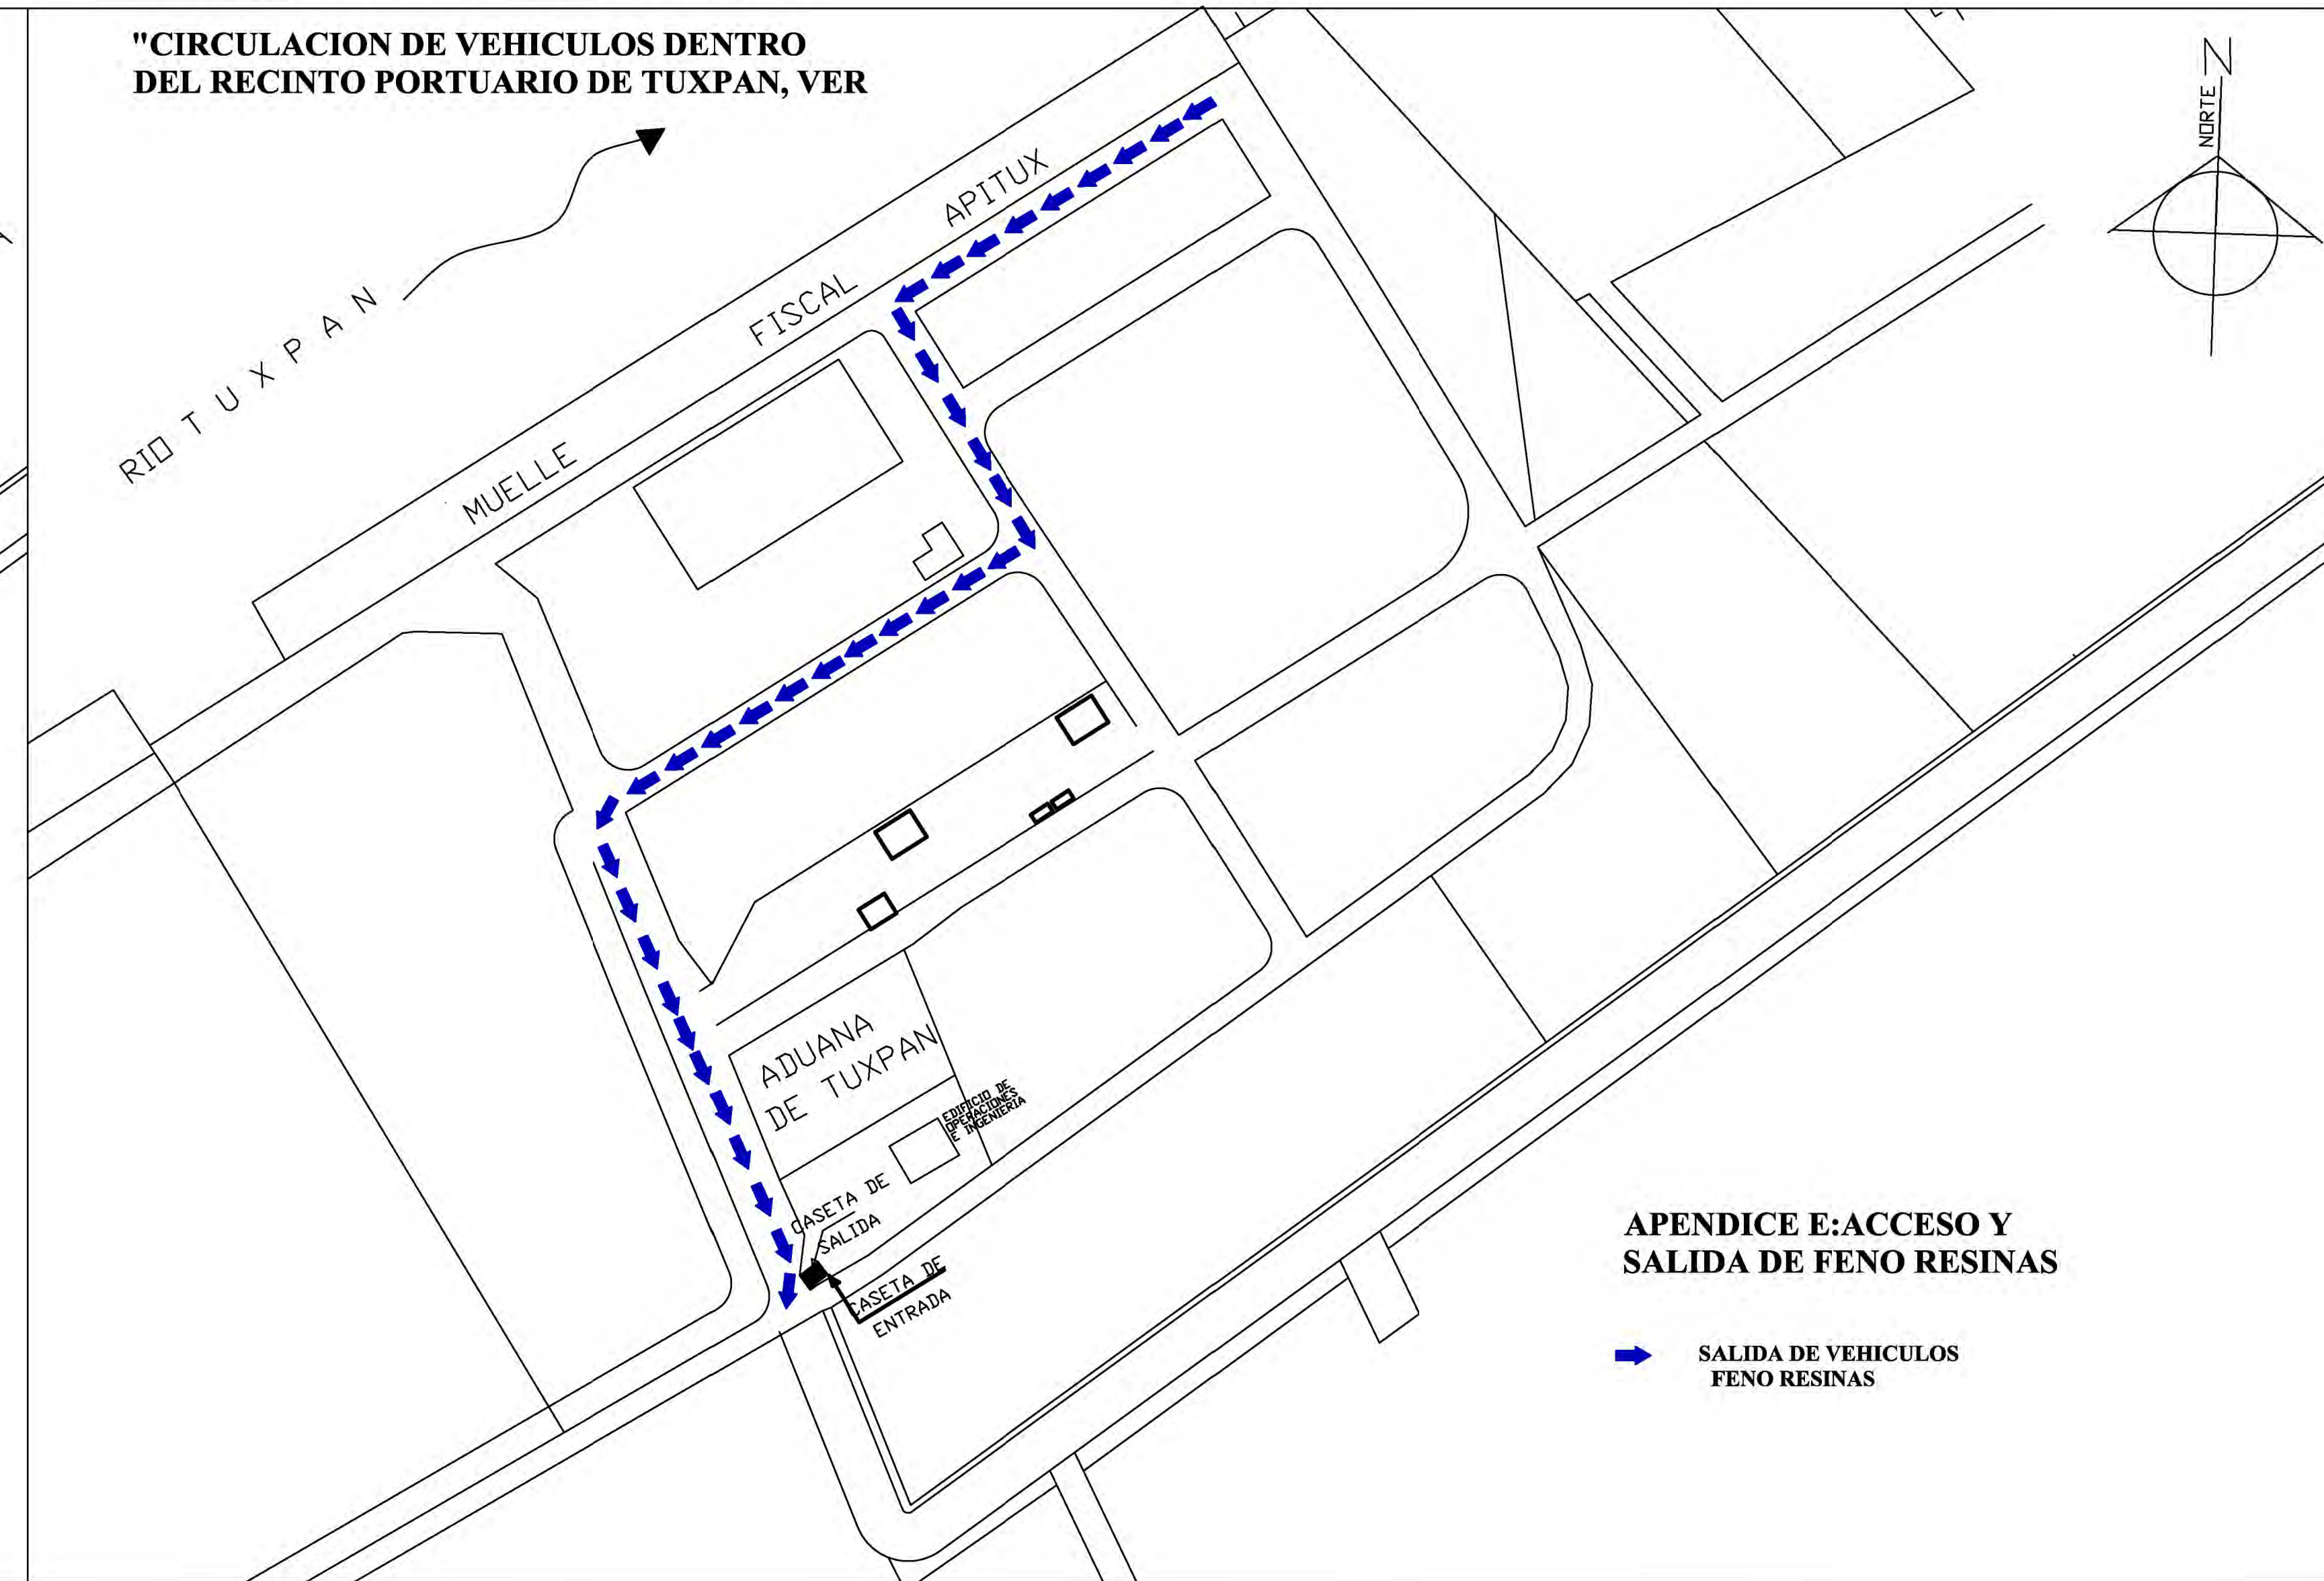 "CIRCULACION DE VEHICULOS DENTRO
DEL RECINTO PORTUARIO DE TUXPAN, VER
N
NORTE
RIO TUXPAN
MUELLE FISCAL APITUX
ADUANA
DE TUXPAN
EDIFICIO DE
OPERACIONES
E INGENIERIA
CASETA DE
SALIDA
CASETA DE
ENTRADA
APENDICE E:ACCESO Y
SALIDA DE FENO RESINAS
SALIDA DE VEHICULOS
FENO RESINAS